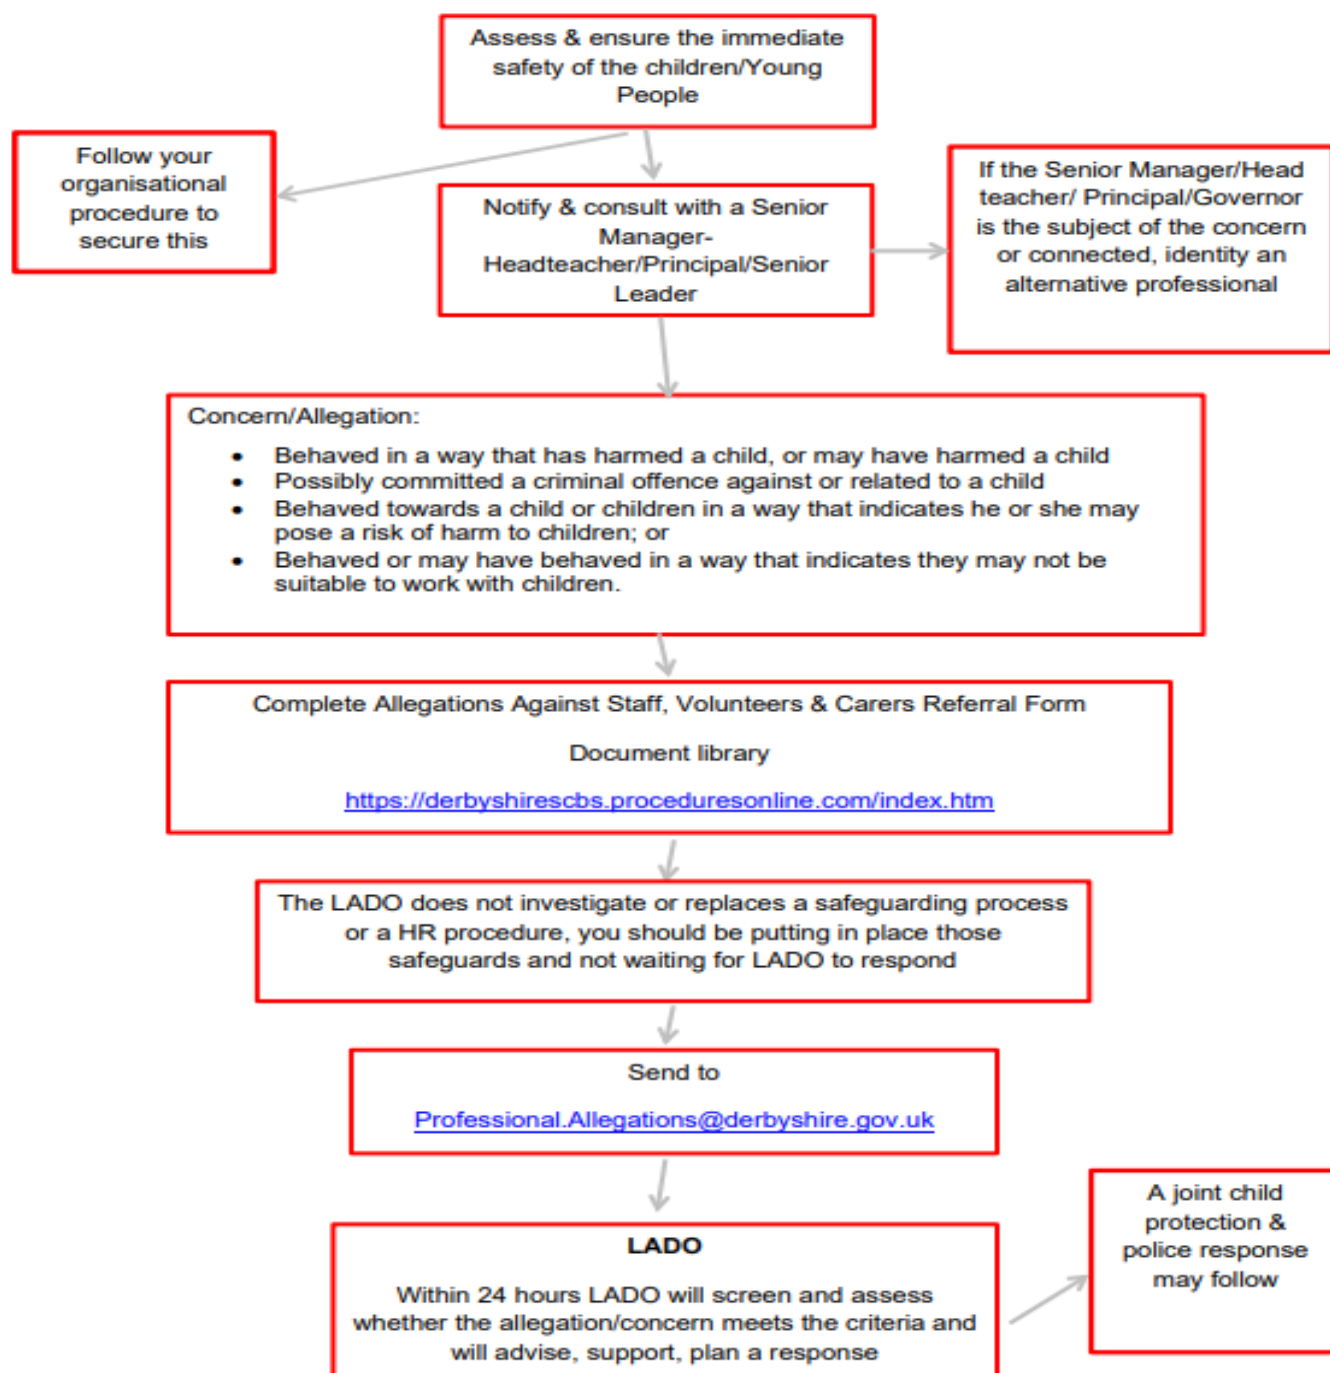 Assess & ensure the immediate
safety of the children/Young
People
Follow your
organisational
procedure to
secure this
Notify & consult with a Senior
Manager-
Headteacher/Principal/Senior
Leader
If the Senior Manager/Head
teacher/ Principal/Governor
is the subject of the concern
or connected, identity an
alternative professional
Concern/Allegation:
• Behaved in a way that has harmed a child, or may have harmed a child
• Possibly committed a criminal offence against or related to a child
• Behaved towards a child or children in a way that indicates he or she may
pose a risk of harm to children; or
• Behaved or may have behaved in a way that indicates they may not be
suitable to work with children.
Complete Allegations Against Staff, Volunteers & Carers Referral Form
Document library
https://derbyshirescbs.proceduresonline.com/index.htm
The LADO does not investigate or replaces a safeguarding process
or a HR procedure, you should be putting in place those
safeguards and not waiting for LADO to respond
Send to
Professional.Allegations@derbyshire.gov.uk
LADO
Within 24 hours LADO will screen and assess
whether the allegation/concern meets the criteria and
will advise, support, plan a response
A joint child
protection &
police response
may follow